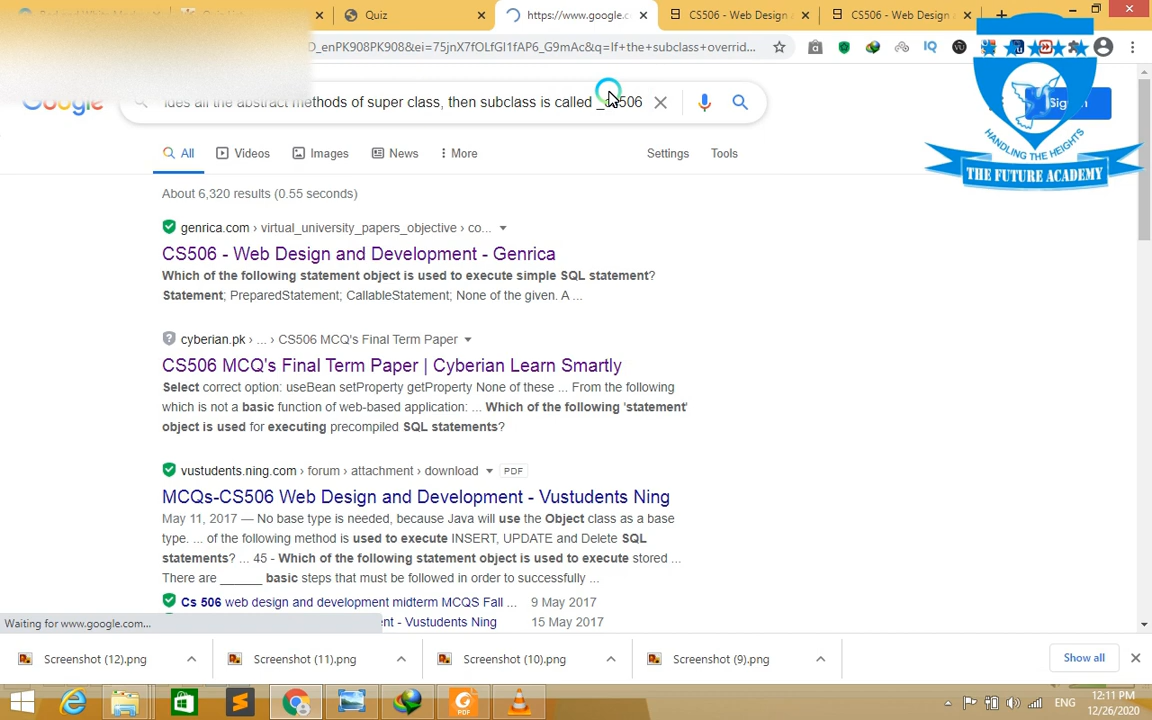 Quiz
https://www.google.c
CS506 - Web Design
CS506 - Web Design
D_enPK908PK908&ei=75jnX7fOLfGI1fAP6_G9mAc&q=If+the+subclass+overrid...
IQ
Google
ides all the abstract methods of super class, then subclass is called
HANDLING THE HEIGHTS
THE FUTURE ACADEMY
All
Videos
Images
News
More
Settings
Tools
About 6,320 results (0.55 seconds)
genrica.com › virtual_university_papers_objective › co...
CS506 - Web Design and Development - Genrica
Which of the following statement object is used to execute simple SQL statement?
Statement; PreparedStatement; CallableStatement; None of the given. A ...
cyberian.pk › ... › CS506 MCQ's Final Term Paper
CS506 MCQ's Final Term Paper | Cyberian Learn Smartly
Select correct option: useBean setProperty getProperty None of these ... From the following
which is not a basic function of web-based application: ... Which of the following 'statement'
object is used for executing precompiled SQL statements?
vustudents.ning.com › forum › attachment › download
PDF
MCQs-CS506 Web Design and Development - Vustudents Ning
May 11, 2017 — No base type is needed, because Java will use the Object class as a base
type. ... of the following method is used to execute INSERT, UPDATE and Delete SQL
statements? ... 45 - Which of the following statement object is used to execute stored ...
There are ______ basic steps that must be followed in order to successfully ...
Cs 506 web design and development midterm MCQS Fall ... 9 May 2017
ent - Vustudents Ning 15 May 2017
Waiting for www.google.com...
Screenshot (12).png
Screenshot (11).png
Screenshot (10).png
Screenshot (9).png
Show all
PDF
ENG
12:11 PM
12/26/2020